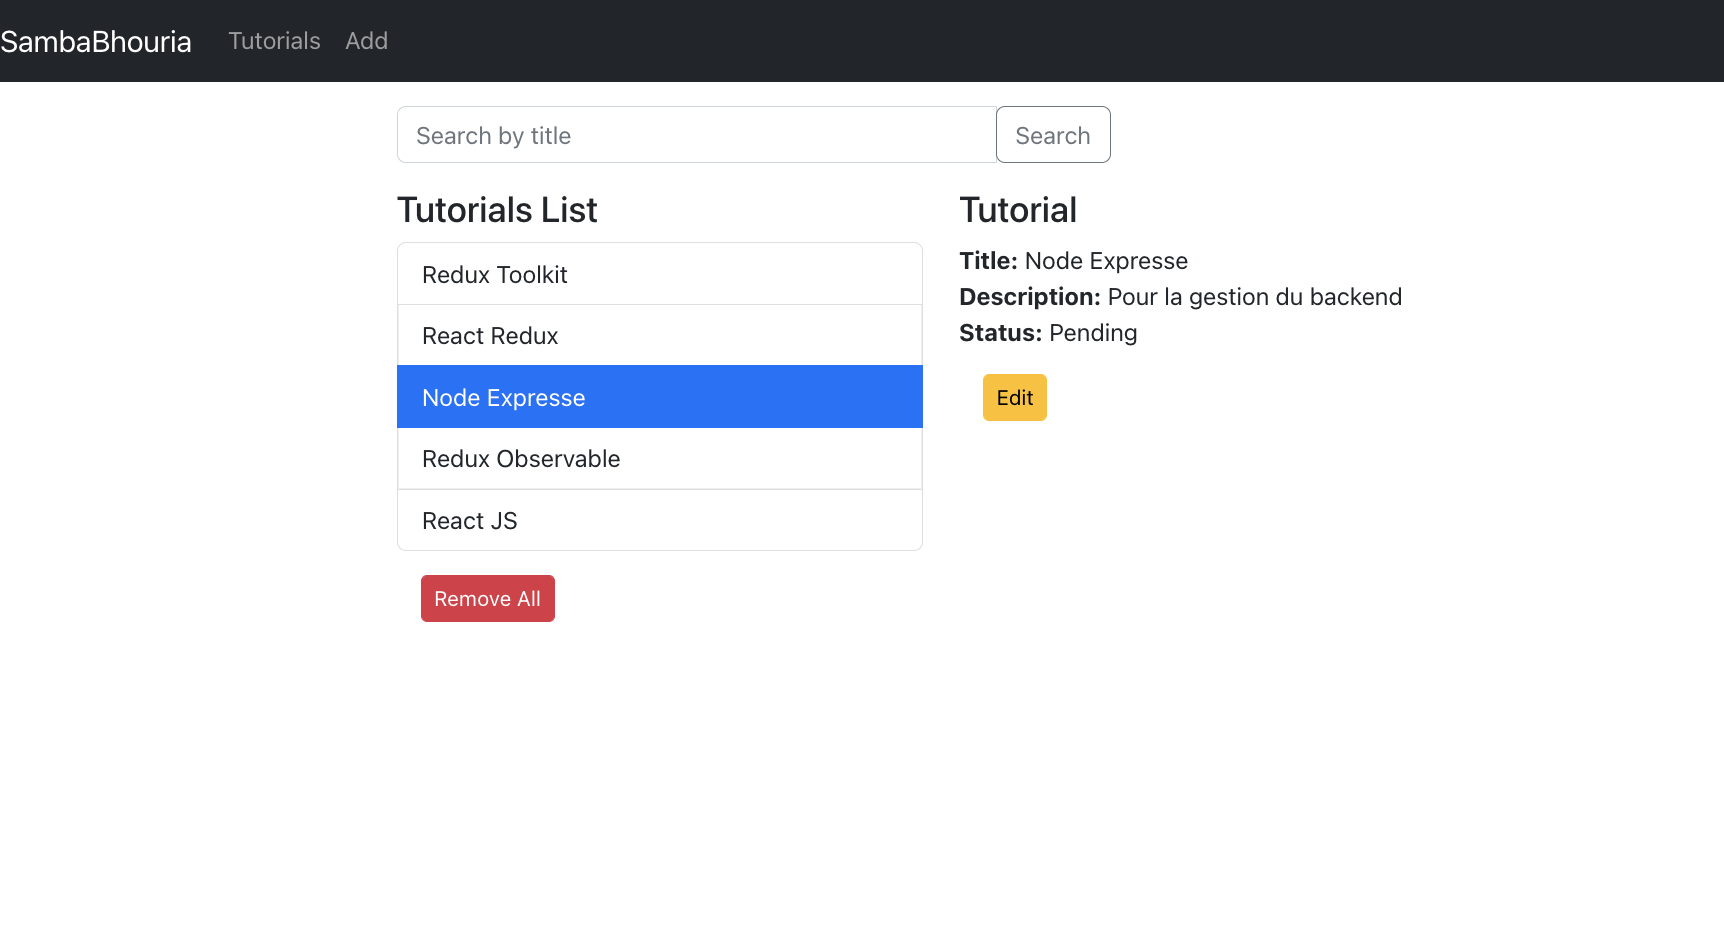 SambaBhouria Tutorials Add
Search by title Search
Tutorials List
Redux Toolkit
React Redux
Node Expresse
Redux Observable
React JS
Remove All
Tutorial
Title: Node Expresse
Description: Pour la gestion du backend
Status: Pending
Edit